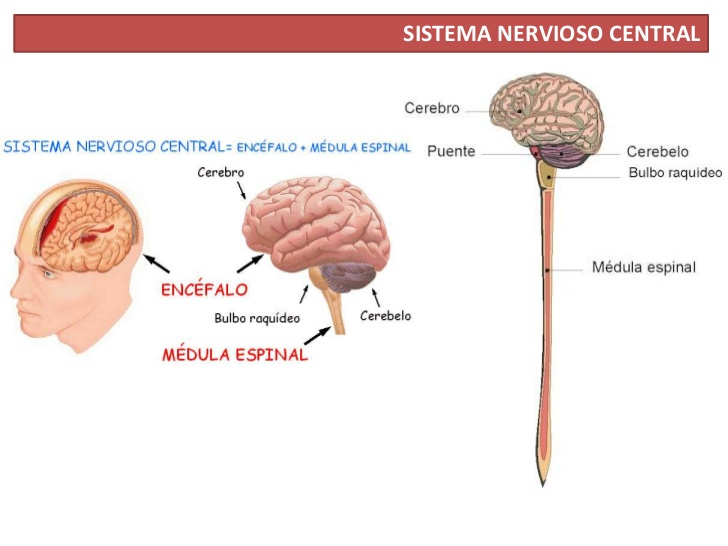 SISTEMA NERVIOSO CENTRAL
SISTEMA NERVIOSO CENTRAL= ENCÉFALO + MÉDULA ESPINAL
Cerebro
ENCÉFALO
Bulbo raquídeo
Cerebelo
MÉDULA ESPINAL
Cerebro
Puente
Cerebelo
Bulbo raquídeo
Médula espinal